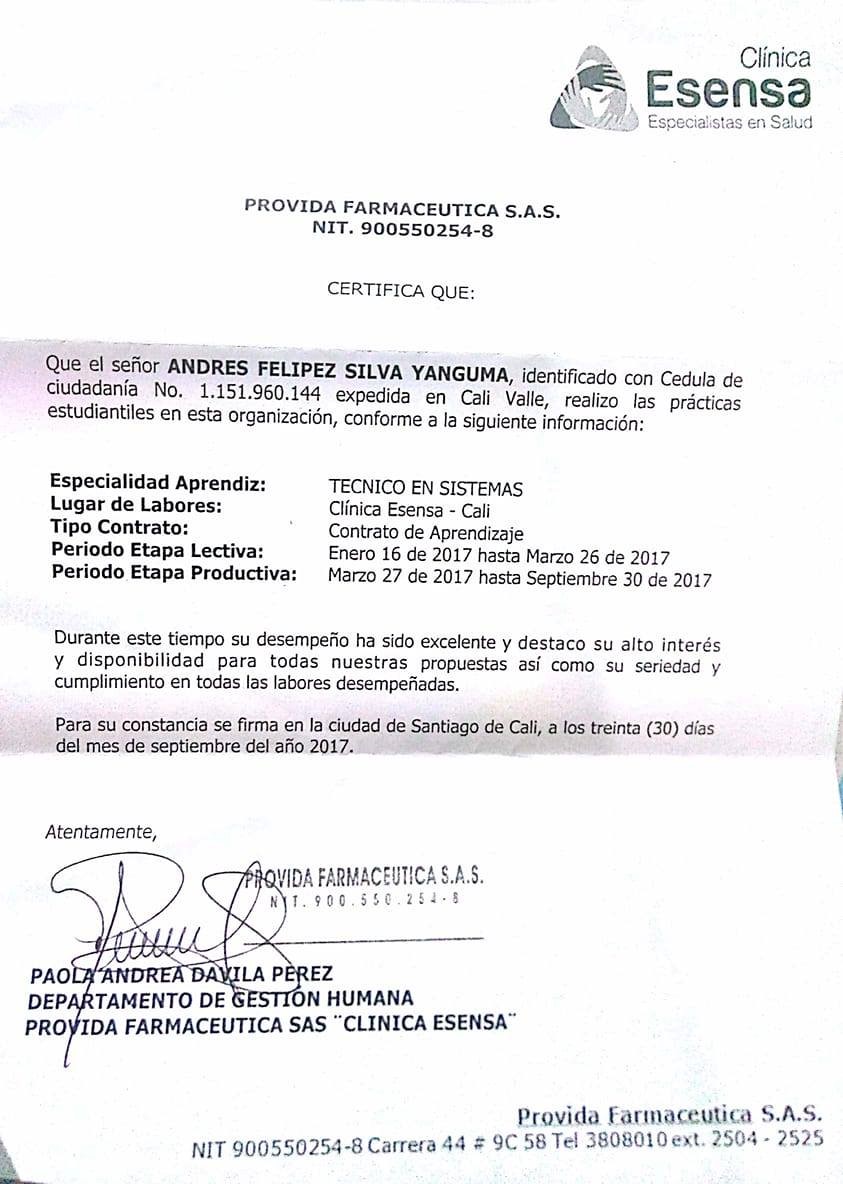 Clínica
Esensa
Especialistas en Salud
PROVIDA FARMACEUTICA S.A.S.
NIT. 900550254-8
CERTIFICA QUE:
Que el señor ANDRES FELIPEZ SILVA YANGUMA, identificado con Cedula de
ciudadanía No. 1.151.960.144 expedida en Cali Valle, realizo las prácticas
estudiantiles en esta organización, conforme a la siguiente información:
Especialidad Aprendiz: TECNICO EN SISTEMAS
Lugar de Labores: Clínica Esensa - Cali
Tipo Contrato: Contrato de Aprendizaje
Periodo Etapa Lectiva: Enero 16 de 2017 hasta Marzo 26 de 2017
Periodo Etapa Productiva: Marzo 27 de 2017 hasta Septiembre 30 de 2017
Durante este tiempo su desempeño ha sido excelente y destaco su alto interés
y disponibilidad para todas nuestras propuestas así como su seriedad y
cumplimiento en todas las labores desempeñadas.
Para su constancia se firma en la ciudad de Santiago de Cali, a los treinta (30) días
del mes de septiembre del año 2017.
Atentamente,
PROVIDA FARMACEUTICA S.A.S.
NIT. 900.550.254-8
PAOLA ANDREA DAVILA PEREZ
DEPARTAMENTO DE GESTIÓN HUMANA
PROVIDA FARMACEUTICA SAS ¨CLINICA ESENSA¨
Provida Farmaceutica S.A.S.
NIT 900550254-8 Carrera 44 # 9C 58 Tel 3808010 ext. 2504 - 2525